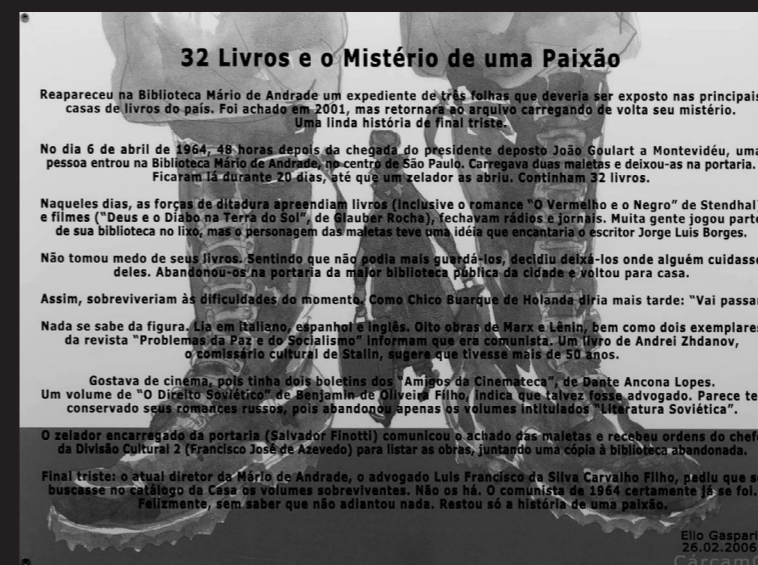 32 Livros e o Mistério de uma Paixão
Reapareceu na Biblioteca Mário de Andrade um expediente de três folhas que deveria ser exposto nas principais
casas de livros do país. Foi achado em 2001, mas retornara ao arquivo carregando de volta seu mistério.
Uma linda história de final triste.
No dia 6 de abril de 1964, 48 horas depois da chegada do presidente deposto João Goulart a Montevidéu, uma
pessoa entrou na Biblioteca Mário de Andrade, no centro de São Paulo. Carregava duas maletas e deixou-as na portaria.
Ficaram lá durante 20 dias, até que um zelador as abriu. Continham 32 livros.
Naqueles dias, as forças de ditadura apreendiam livros (inclusive o romance “O Vermelho e o Negro” de Stendhal)
e filmes (“Deus e o Diabo na Terra do Sol”, de Glauber Rocha), fechavam rádios e jornais. Muita gente jogou parte
de sua biblioteca no lixo, mas o personagem das maletas teve uma idéia que encantaria o escritor Jorge Luis Borges.
Não tomou medo de seus livros. Sentindo que não podia mais guardá-los, decidiu deixá-los onde alguém cuidasse
deles. Abandonou-os na portaria da maior biblioteca pública da cidade e voltou para casa.
Assim, sobreviveriam às dificuldades do momento. Como Chico Buarque de Holanda diria mais tarde: “Vai passa
Nada se sabe da figura. Lia em italiano, espanhol e inglês. Oito obras de Marx e Lênin, bem como dois exemplares
da revista “Problemas da Paz e do Socialismo” informam que era comunista. Um livro de Andrei Zhdanov,
o comissário cultural de Stalin, sugere que tivesse mais de 50 anos.
Gostava de cinema, pois tinha dois boletins dos “Amigos da Cinemateca”, de Dante Ancona Lopes.
Um volume de “O Direito Soviético” de Benjamin de Oliveira Filho, indica que talvez fosse advogado. Parece te
conservado seus romances russos, pois abandonou apenas os volumes intitulados “Literatura Soviética”.
O zelador encarregado da portaria (Salvador Finotti) comunicou o achado das maletas e recebeu ordens do chefe
da Divisão Cultural 2 (Francisco José de Azevedo) para listar as obras, juntando uma cópia à biblioteca abandonada.
Final triste: o atual diretor da Mário de Andrade, o advogado Luis Francisco da Silva Carvalho Filho, pediu que s
buscasse no catálogo da Casa os volumes sobreviventes. Não os há. O comunista de 1964 certamente já se foi.
Felizmente, sem saber que não adiantou nada. Restou só a história de uma paixão.
Elio Gaspari
26.02.2006